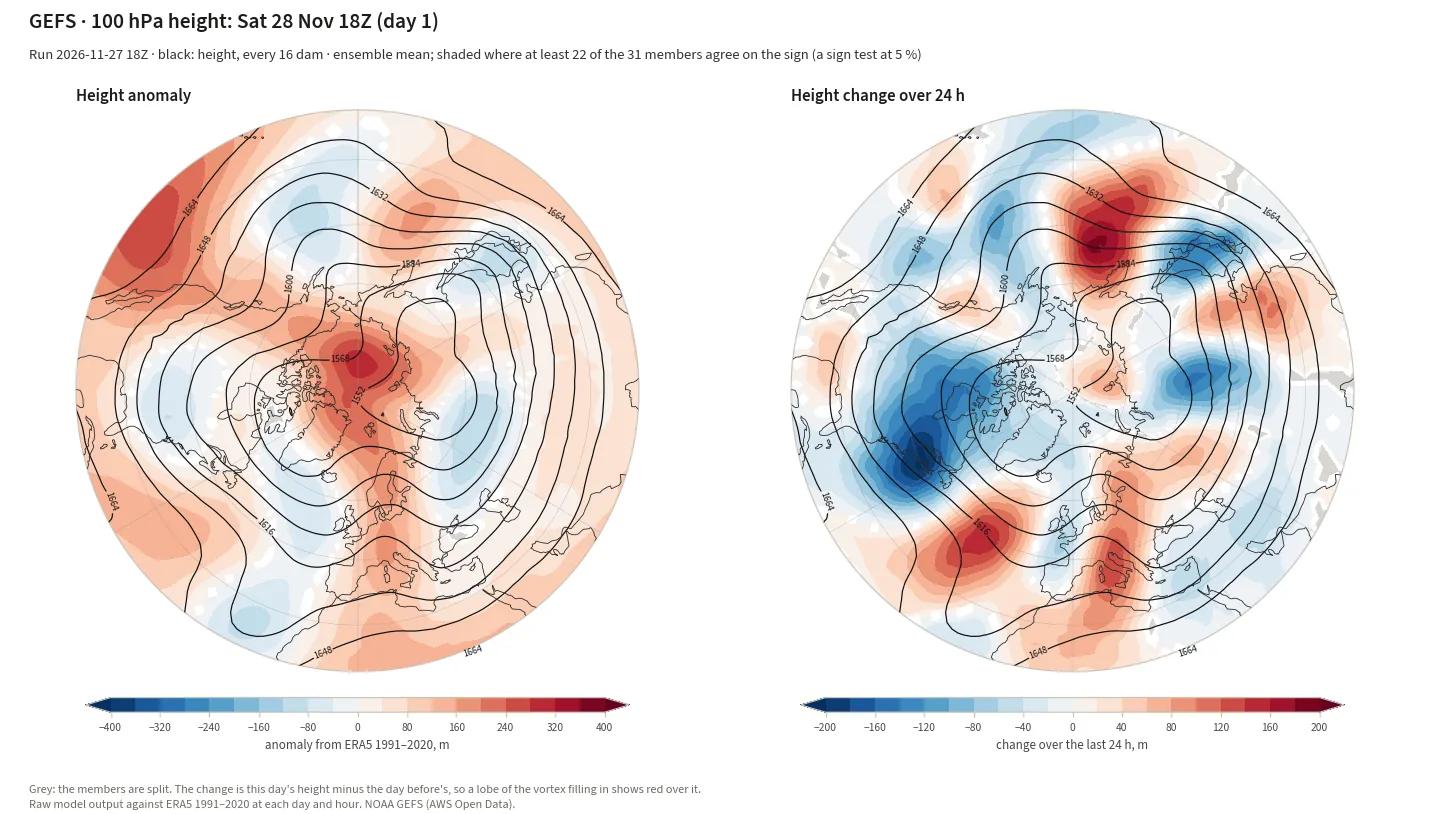 GEFS · 100 hPa height: Sat 28 Nov 18Z (day 1)
Run 2026-11-27 18Z · black: height, every 16 dam · ensemble mean; shaded where at least 22 of the 31 members agree on the sign (a sign test at 5 %)
Height anomaly
Height change over 24 h
1632
1664
1664
1648
1584
1600
1568
1552
1664
1616
1648
1664
1632
1664
1664
1648
1584
1600
1568
1552
1664
1616
1648
1664
−400 −320 −240 −160 −80 0 80 160 240 320 400
anomaly from ERA5 1991–2020, m
−200 −160 −120 −80 −40 0 40 80 120 160 200
change over the last 24 h, m
Grey: the members are split. The change is this day's height minus the day before's, so a lobe of the vortex filling in shows red over it.
Raw model output against ERA5 1991–2020 at each day and hour. NOAA GEFS (AWS Open Data).